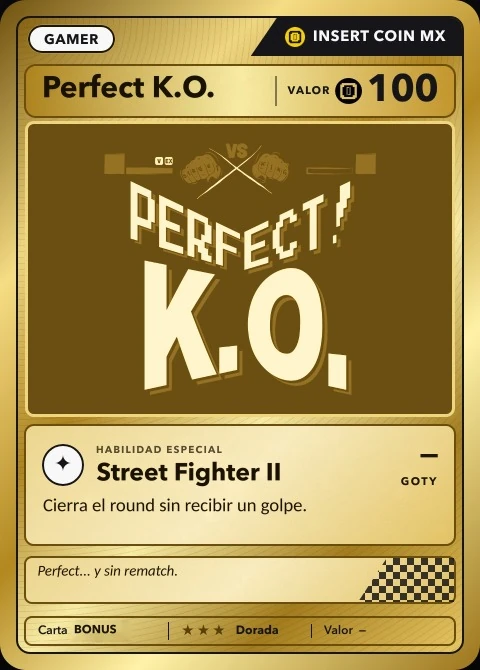 GAMER
INSERT COIN MX
Perfect K.O.
VALOR 100
VS
V EX
PERFECT!
K.O.
HABILIDAD ESPECIAL
Street Fighter II
—
GOTY
Cierra el round sin recibir un golpe.
Perfect... y sin rematch.
Carta BONUS ★ ★ ★ Dorada Valor —